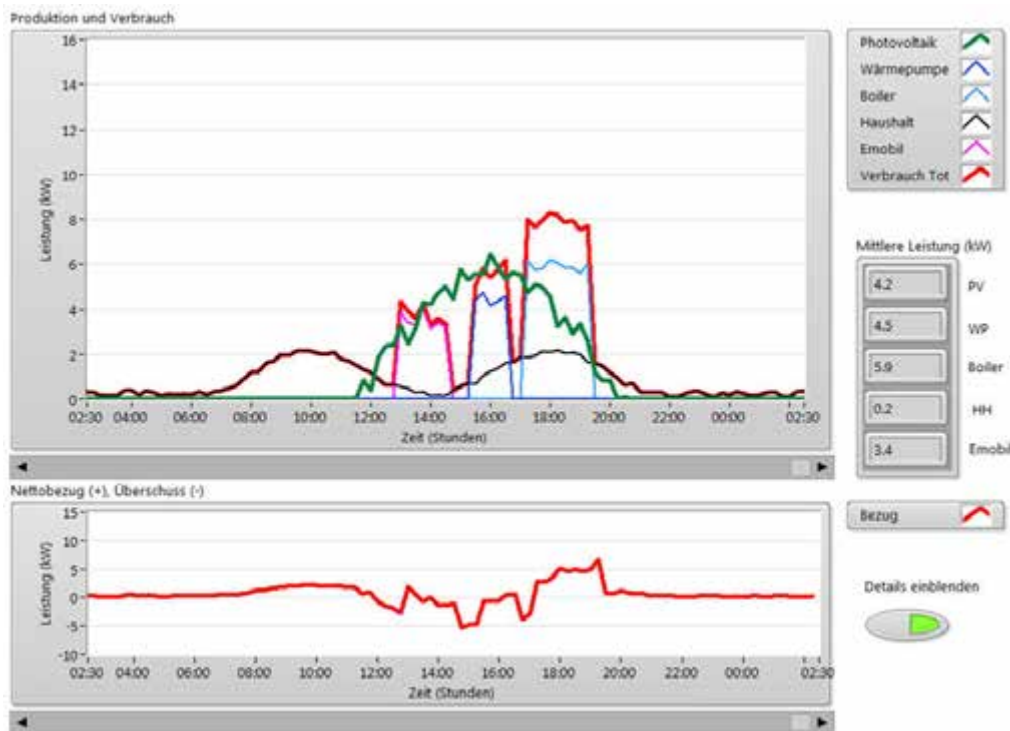 Produktion und Verbrauch
16
14
12
10
8
6
4
2
0
Leistung (kW)
02:30 04:00 06:00 08:00 10:00 12:00 14:00 16:00 18:00 20:00 22:00 00:00 02:30
Zeit (Stunden)
Photovoltaik
Wärmepumpe
Boiler
Haushalt
Emobil
Verbrauch Tot
Mittlere Leistung (kW)
4.2 PV
4.5 WP
5.9 Boiler
0.2 HH
3.4 Emobil
Nettobezug (+), Überschuss (-)
15
10
5
0
-5
-10
Leistung (kW)
02:30 04:00 06:00 08:00 10:00 12:00 14:00 16:00 18:00 20:00 22:00 00:00 02:30
Zeit (Stunden)
Bezug
Details einblenden